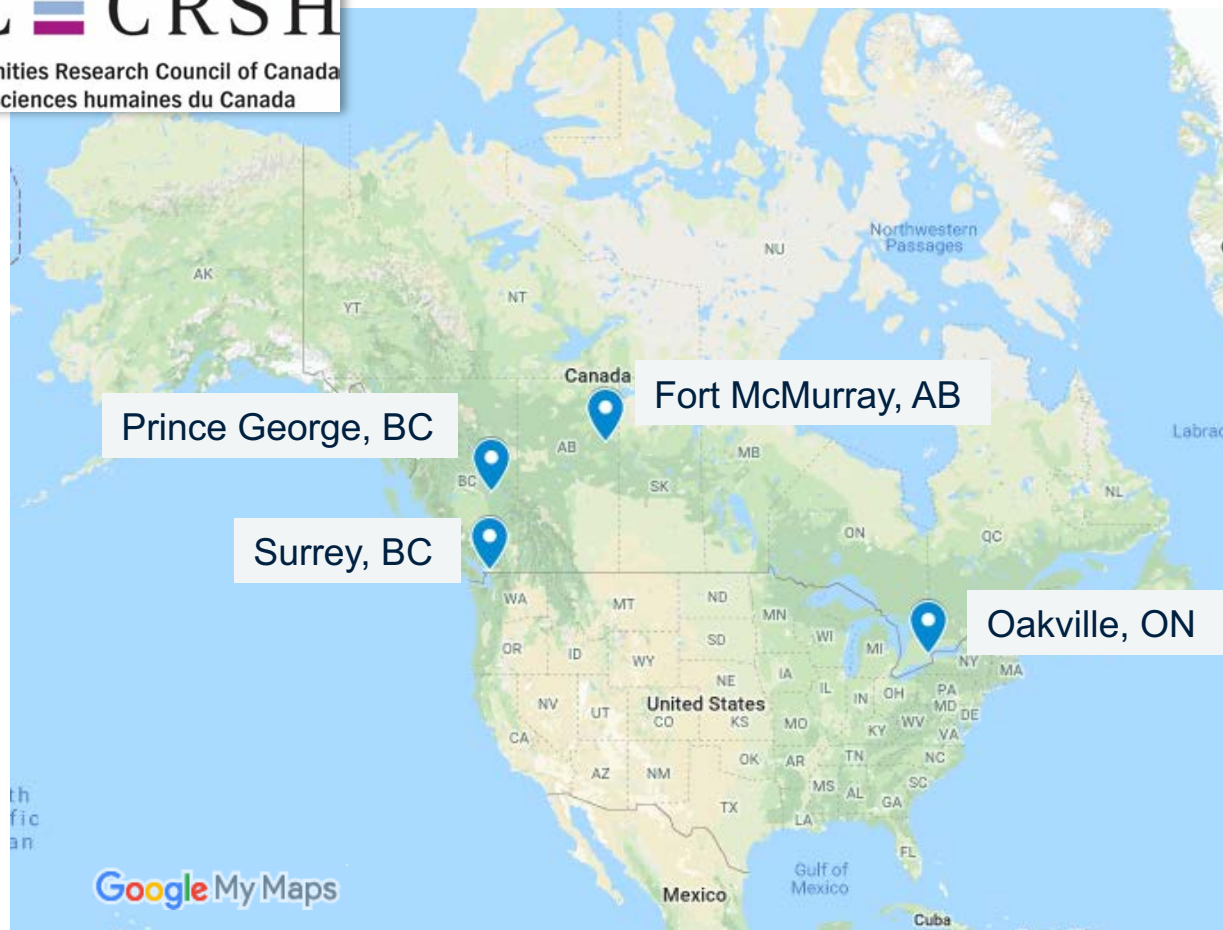 CRSH
Research Council of Canada
humaines du Canada
Northwestern
Passages
NU
AK
NT
YT
Canada
Fort McMurray, AB
Prince George, BC
AB
MB
BC
SK
NL
ON
QC
Surrey, BC
WA
MT
ND
MN
Oakville, ON
OR
ID
SD
WI
MI
WY
NY
MA
NE
IA
IL
IN
OH
PA
NV
UT
United States
MD
DE
CO
KS
MO
KY
WV
VA
CA
OK
AR
TN
NC
AZ
NM
SC
MS
AL
GA
TX
LA
FL
Gulf of
Mexico
Google My Maps
Mexico
Cuba